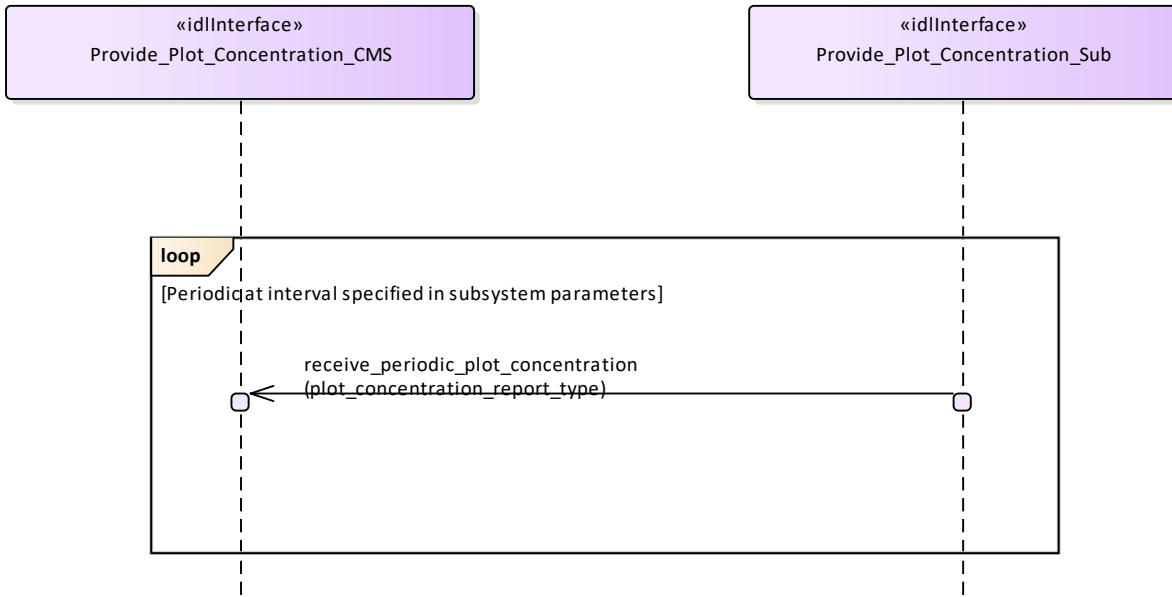 «idlInterface»
Provide_Plot_Concentration_CMS
«idlInterface»
Provide_Plot_Concentration_Sub
loop
[Periodic at interval specified in subsystem parameters]
receive_periodic_plot_concentration
(plot_concentration_report_type)